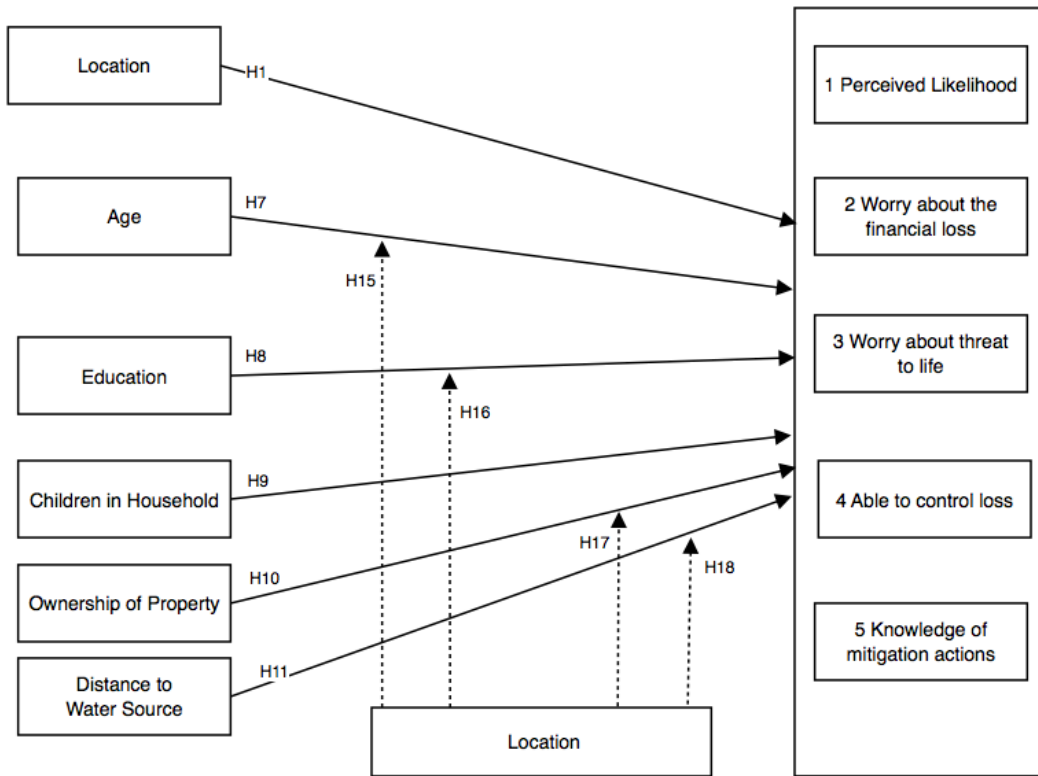 Location
H1
1 Perceived Likelihood
Age
H7
2 Worry about the
financial loss
H15
Education
H8
3 Worry about threat
to life
H16
Children in Household
H9
4 Able to control loss
H17
H18
Ownership of Property
H10
5 Knowledge of
mitigation actions
Distance to
Water Source
H11
Location